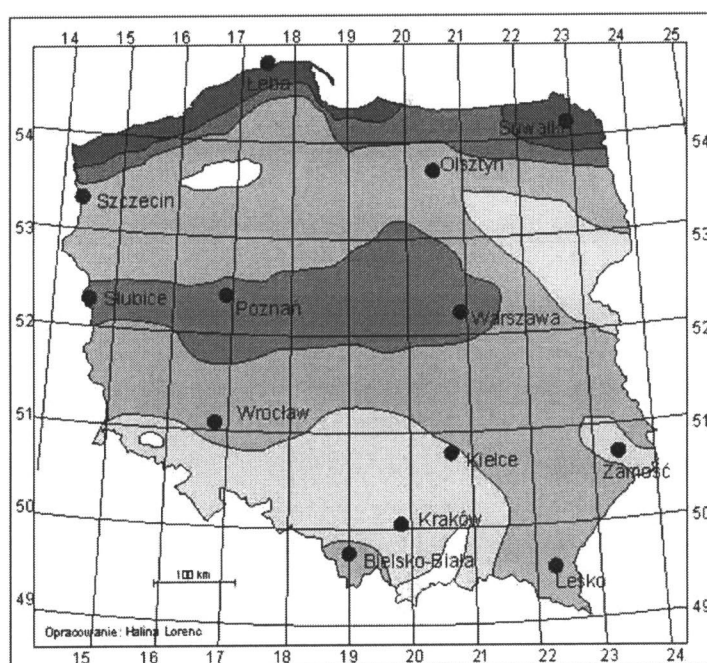 14 15 16 17 18 19 20 21 22 23 24 25
Łeba
54
Suwałki
54
Olsztyn
Szczecin
53
53
Słubice
Poznań
Warszawa
52
52
51
Wrocław
51
Kielce
Zamość
50
Kraków
50
Bielsko-Biała
Lesko
100 km
49
49
Opracowanie: Halina Lorenc
15 16 17 18 19 20 21 22 23 24